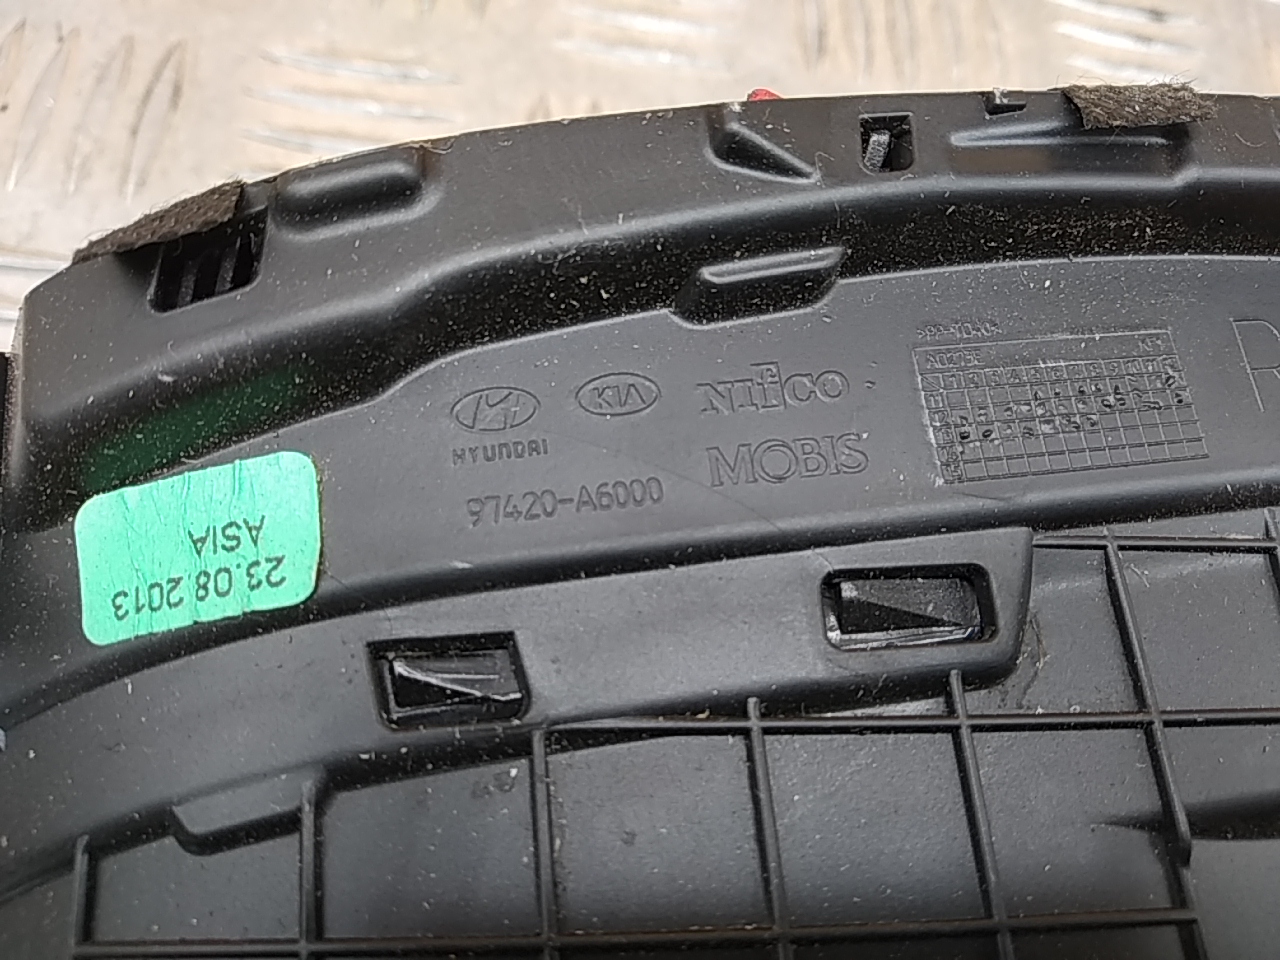 KIA
NIfCO
HYUNDAI
MOBIS
97420-A6000
R
23.08.2013
ASIA